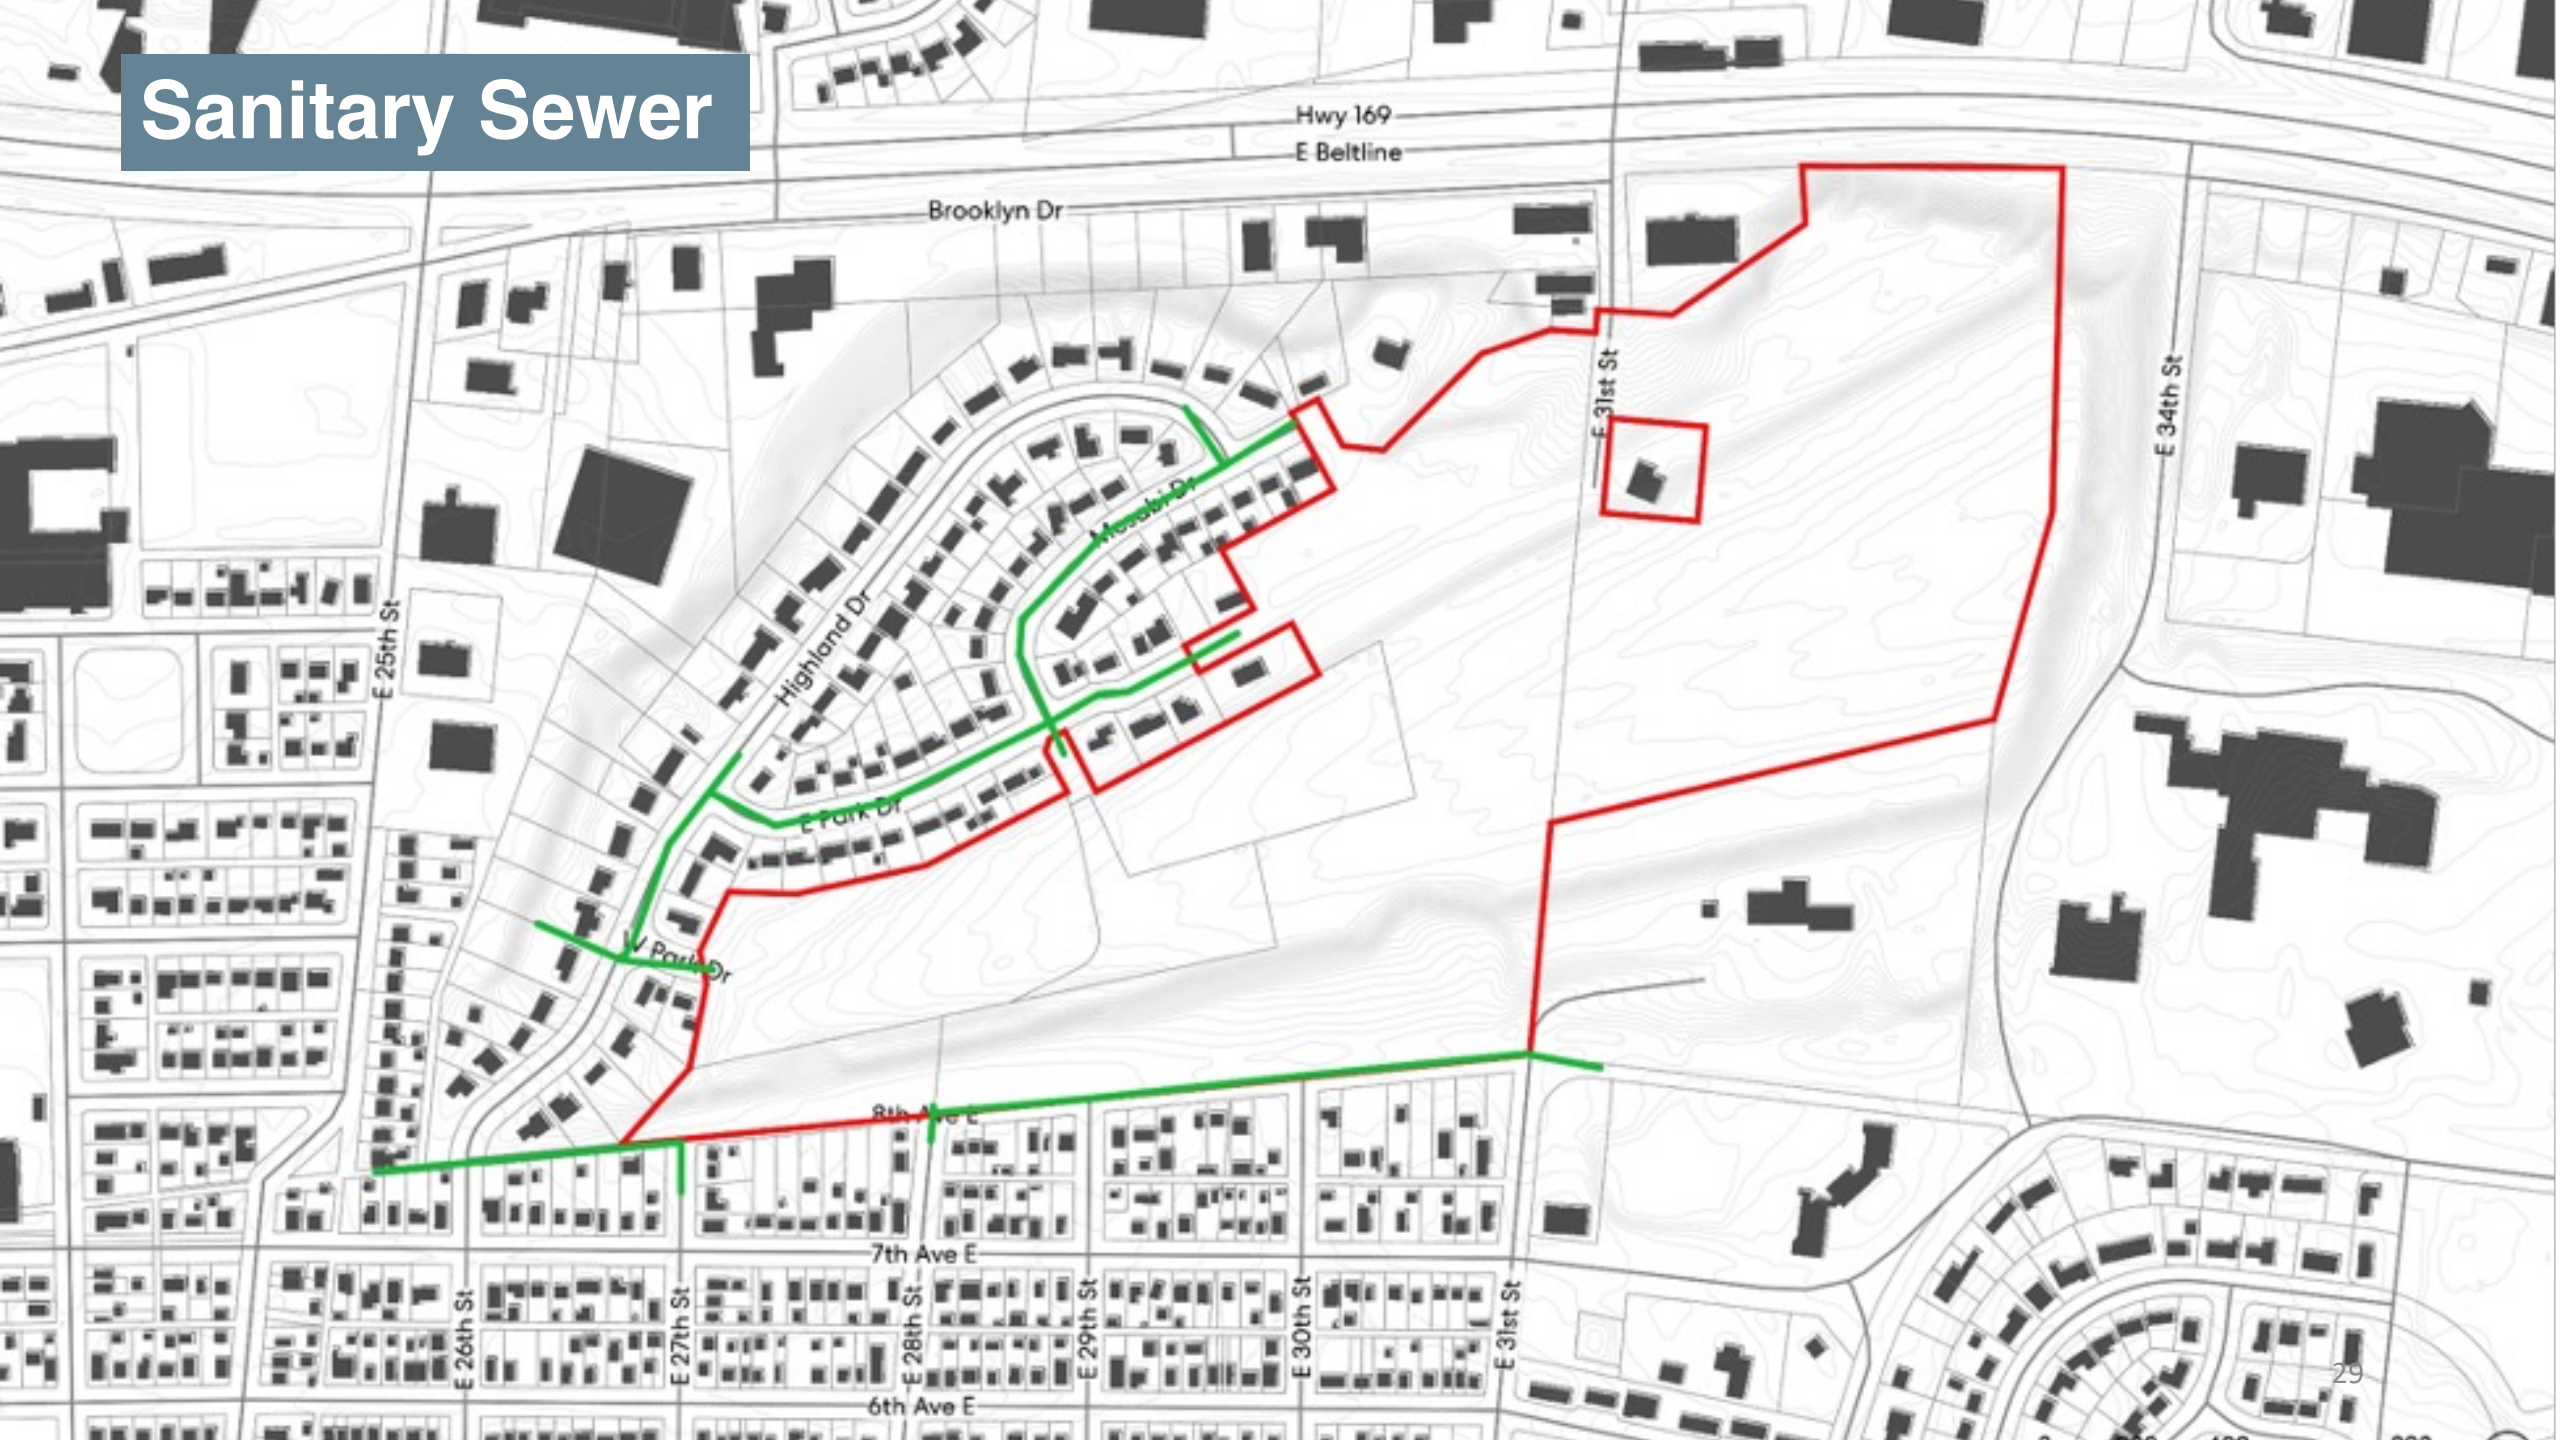 Sanitary Sewer
Hwy 169
E Beltline
Brooklyn Dr
E 31st St
E 34th St
Mesabi Dr
E 25th St
Highland Dr
E Park Dr
W Park Dr
8th Ave E
7th Ave E
E 26th St
E 27th St
E 28th St
E 29th St
E 30th St
E 31st St
29
6th Ave E